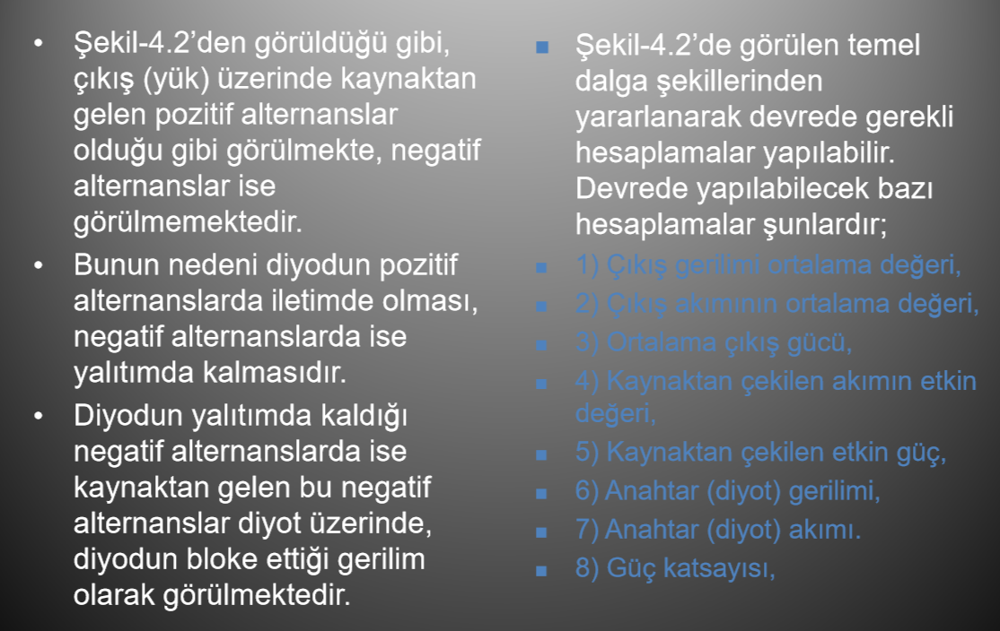 • Şekil-4.2’den görüldüğü gibi,
çıkış (yük) üzerinde kaynaktan
gelen pozitif alternanslar
olduğu gibi görülmekte, negatif
alternanslar ise
görülmemektedir.
• Bunun nedeni diyodun pozitif
alternanslarda iletimde olması,
negatif alternanslarda ise
yalıtımda kalmasıdır.
• Diyodun yalıtımda kaldığı
negatif alternanslarda ise
kaynaktan gelen bu negatif
alternanslar diyot üzerinde,
diyodun bloke ettiği gerilim
olarak görülmektedir.
■ Şekil-4.2’de görülen temel
dalga şekillerinden
yararlanarak devrede gerekli
hesaplamalar yapılabilir.
Devrede yapılabilecek bazı
hesaplamalar şunlardır;
■ 1) Çıkış gerilimi ortalama değeri,
■ 2) Çıkış akımının ortalama değeri,
■ 3) Ortalama çıkış gücü,
■ 4) Kaynaktan çekilen akımın etkin
değeri,
■ 5) Kaynaktan çekilen etkin güç,
■ 6) Anahtar (diyot) gerilimi,
■ 7) Anahtar (diyot) akımı.
■ 8) Güç katsayısı,